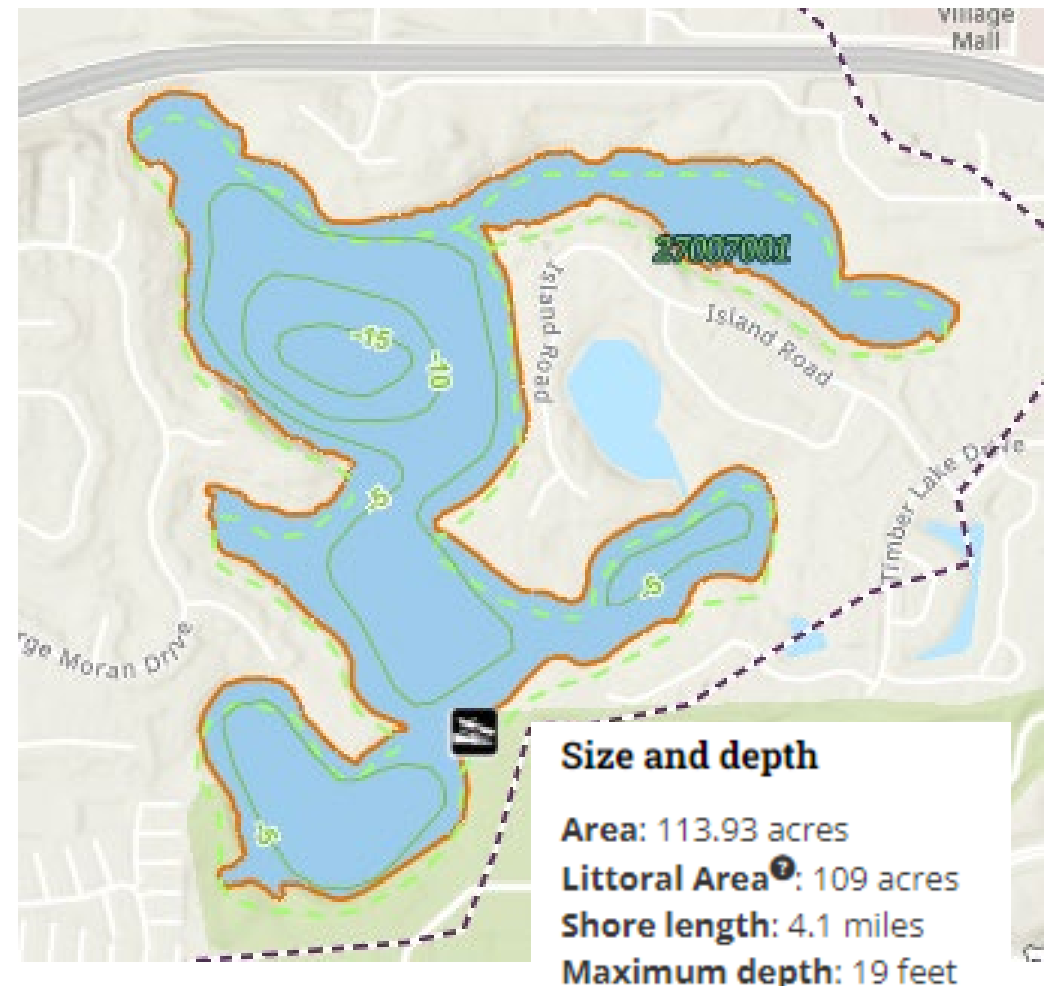 Village
Mall
27007001
Island Road
Island Road
-15
-10
-5
-5
Timber Lake Drive
rge Moran Drive
-5
Size and depth
Area: 113.93 acres
Littoral Area?: 109 acres
Shore length: 4.1 miles
Maximum depth: 19 feet